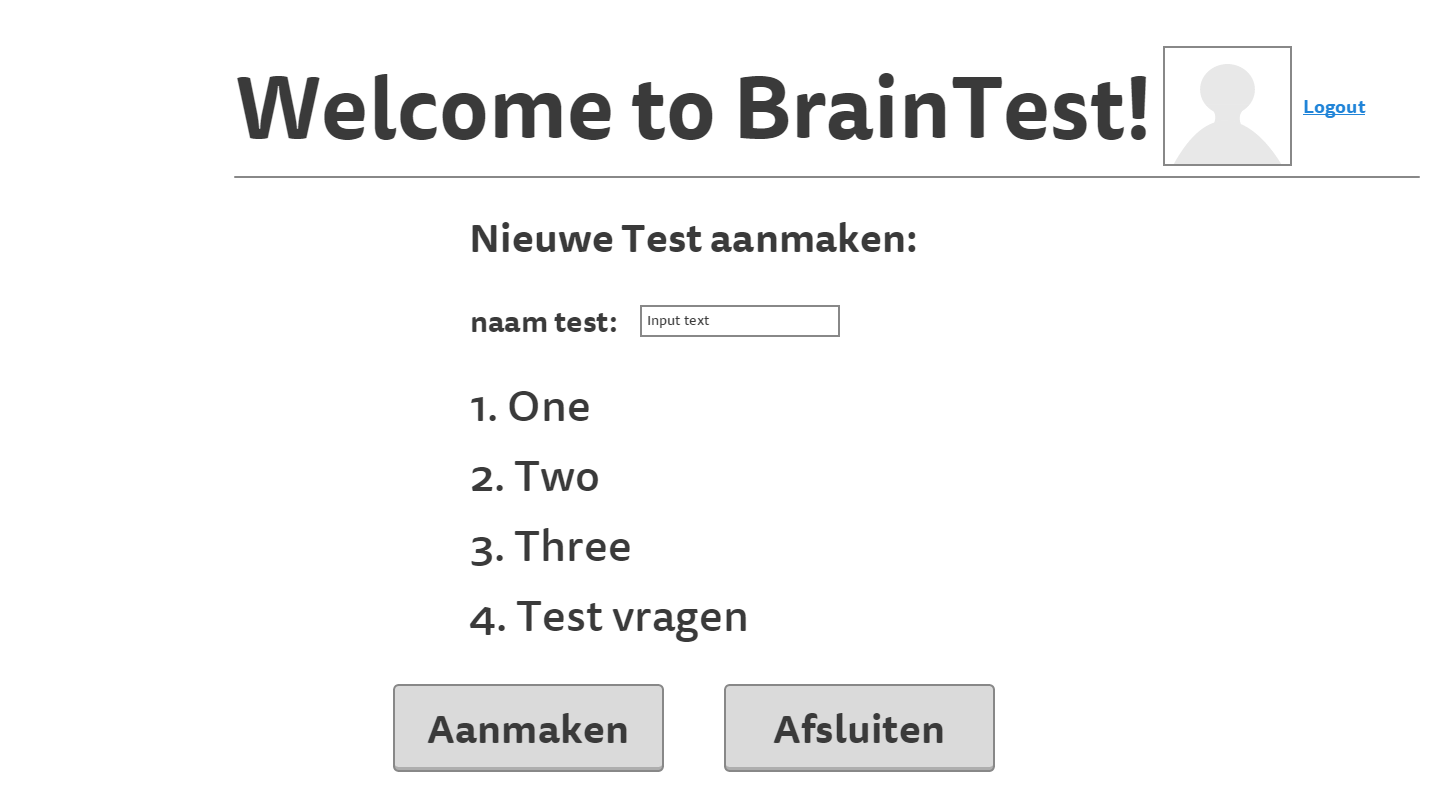 Welcome to BrainTest!
Logout
Nieuwe Test aanmaken:
naam test: Input text
1. One
2. Two
3. Three
4. Test vragen
Aanmaken Afsluiten